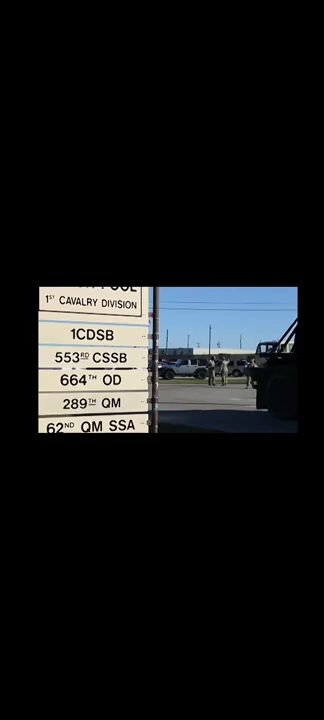 1ST CAVALRY DIVISION
1CDSB
553RD CSSB
664TH OD
289TH QM
62ND QM SSA